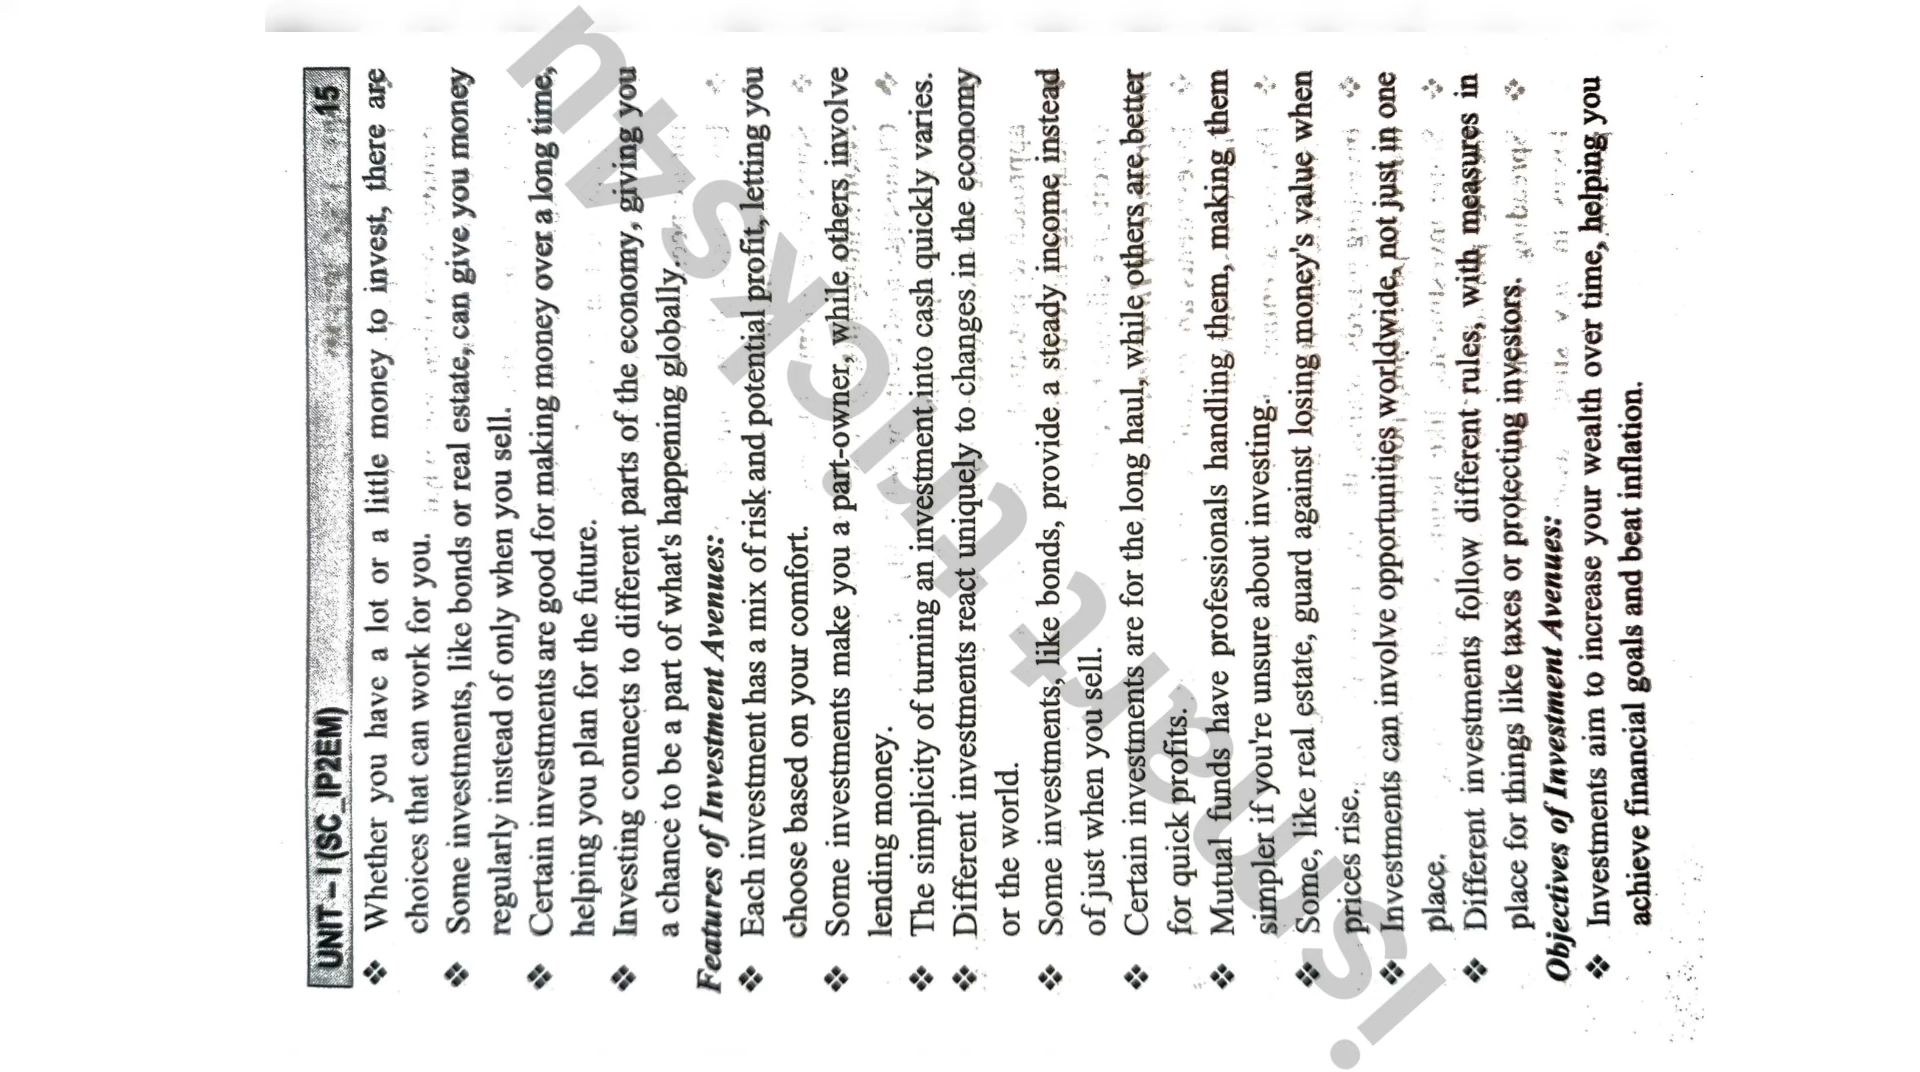 UNIT – I (SC_IP2EM) 15
❖ Whether you have a lot or a little money to invest, there are
choices that can work for you.
❖ Some investments, like bonds or real estate, can give you money
regularly instead of only when you sell.
❖ Certain investments are good for making money over a long time,
helping you plan for the future.
❖ Investing connects to different parts of the economy, giving you
a chance to be a part of what's happening globally.
Features of Investment Avenues:
❖ Each investment has a mix of risk and potential profit, letting you
choose based on your comfort.
❖ Some investments make you a part-owner, while others involve
lending money.
❖ The simplicity of turning an investment into cash quickly varies.
❖ Different investments react uniquely to changes in the economy
or the world.
❖ Some investments, like bonds, provide a steady income instead
of just when you sell.
❖ Certain investments are for the long haul, while others are better
for quick profits.
❖ Mutual funds have professionals handling them, making them
simpler if you're unsure about investing.
❖ Some, like real estate, guard against losing money's value when
prices rise.
❖ Investments can involve opportunities worldwide, not just in one
place.
❖ Different investments follow different rules, with measures in
place for things like taxes or protecting investors.
Objectives of Investment Avenues:
❖ Investments aim to increase your wealth over time, helping you
achieve financial goals and beat inflation.